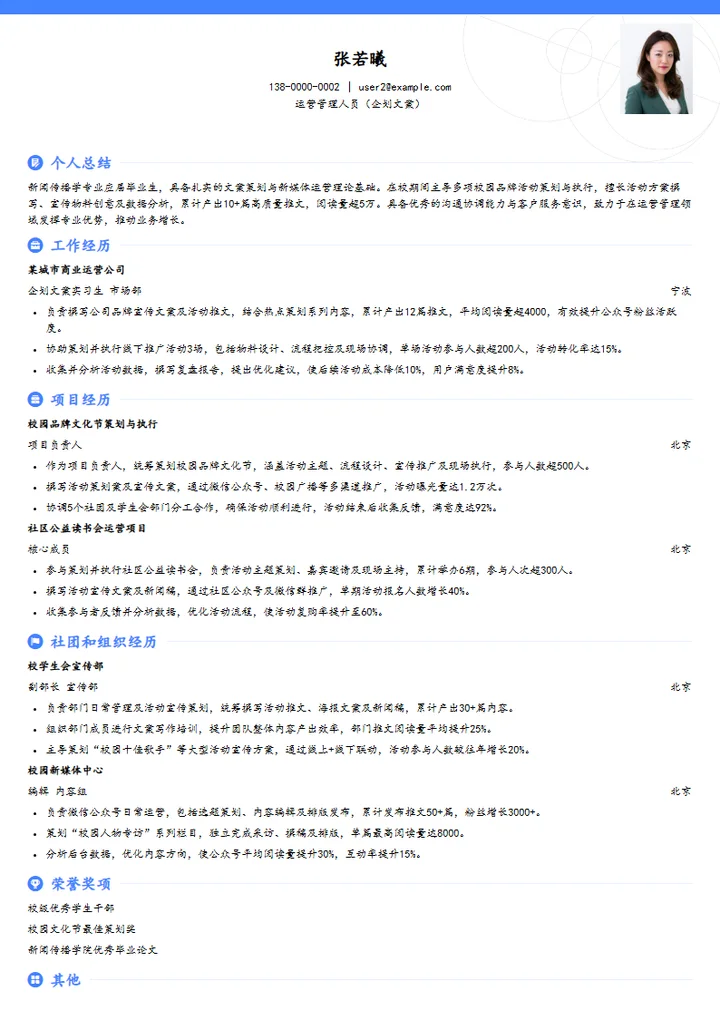 张若曦
138-0000-0002 | user2@example.com
运营管理人员（企划文案）
个人总结
新闻传播学专业应届毕业生，具备扎实的文案策划与新媒体运营理论基础。在校期间主导多项校园品牌活动策划与执行，擅长活动方案撰
写、宣传物料创意及数据分析，累计产出10+篇高质量推文，阅读量超5万。具备优秀的沟通协调能力与客户服务意识，致力于在运营管理领
域发挥专业优势，推动业务增长。
工作经历
某城市商业运营公司
企划文案实习生 市场部 宁波
• 负责撰写公司品牌宣传文案及活动推文，结合热点策划系列内容，累计产出12篇推文，平均阅读量超4000，有效提升公众号粉丝活跃
度。
• 协助策划并执行线下推广活动3场，包括物料设计、流程把控及现场协调，单场活动参与人数超200人，活动转化率达15%。
• 收集并分析活动数据，撰写复盘报告，提出优化建议，使后续活动成本降低10%，用户满意度提升8%。
项目经历
校园品牌文化节策划与执行
项目负责人 北京
• 作为项目负责人，统筹策划校园品牌文化节，涵盖活动主题、流程设计、宣传推广及现场执行，参与人数超500人。
• 撰写活动策划案及宣传文案，通过微信公众号、校园广播等多渠道推广，活动曝光量达1.2万次。
• 协调5个社团及学生会部门分工合作，确保活动顺利进行，活动结束后收集反馈，满意度达92%。
社区公益读书会运营项目
核心成员 北京
• 参与策划并执行社区公益读书会，负责活动主题策划、嘉宾邀请及现场主持，累计举办6期，参与人次超300人。
• 撰写活动宣传文案及新闻稿，通过社区公众号及微信群推广，单期活动报名人数增长40%。
• 收集参与者反馈并分析数据，优化活动流程，使活动复购率提升至60%。
社团和组织经历
校学生会宣传部
副部长 宣传部 北京
• 负责部门日常管理及活动宣传策划，统筹撰写活动推文、海报文案及新闻稿，累计产出30+篇内容。
• 组织部门成员进行文案写作培训，提升团队整体内容产出效率，部门推文阅读量平均提升25%。
• 主导策划“校园十佳歌手”等大型活动宣传方案，通过线上+线下联动，活动参与人数较往年增长20%。
校园新媒体中心
编辑 内容组 北京
• 负责微信公众号日常运营，包括选题策划、内容编辑及排版发布，累计发布推文50+篇，粉丝增长3000+。
• 策划“校园人物专访”系列栏目，独立完成采访、撰稿及排版，单篇最高阅读量达8000。
• 分析后台数据，优化内容方向，使公众号平均阅读量提升30%，互动率提升15%。
荣誉奖项
校级优秀学生干部
校园文化节最佳策划奖
新闻传播学院优秀毕业论文
其他